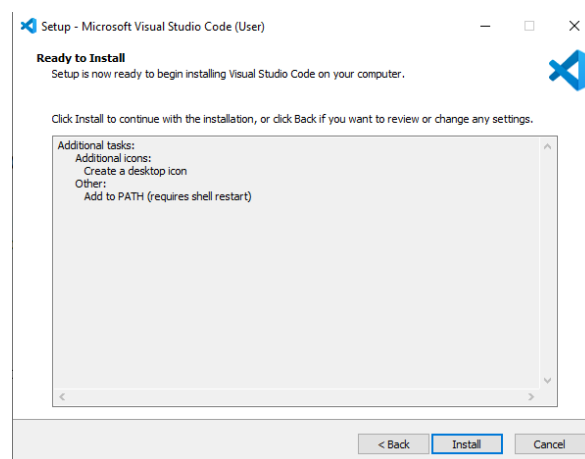 Setup - Microsoft Visual Studio Code (User)
Ready to Install
Setup is now ready to begin installing Visual Studio Code on your computer.
Click Install to continue with the installation, or click Back if you want to review or change any settings.
Additional tasks:
Additional icons:
Create a desktop icon
Other:
Add to PATH (requires shell restart)
< Back
Install
Cancel